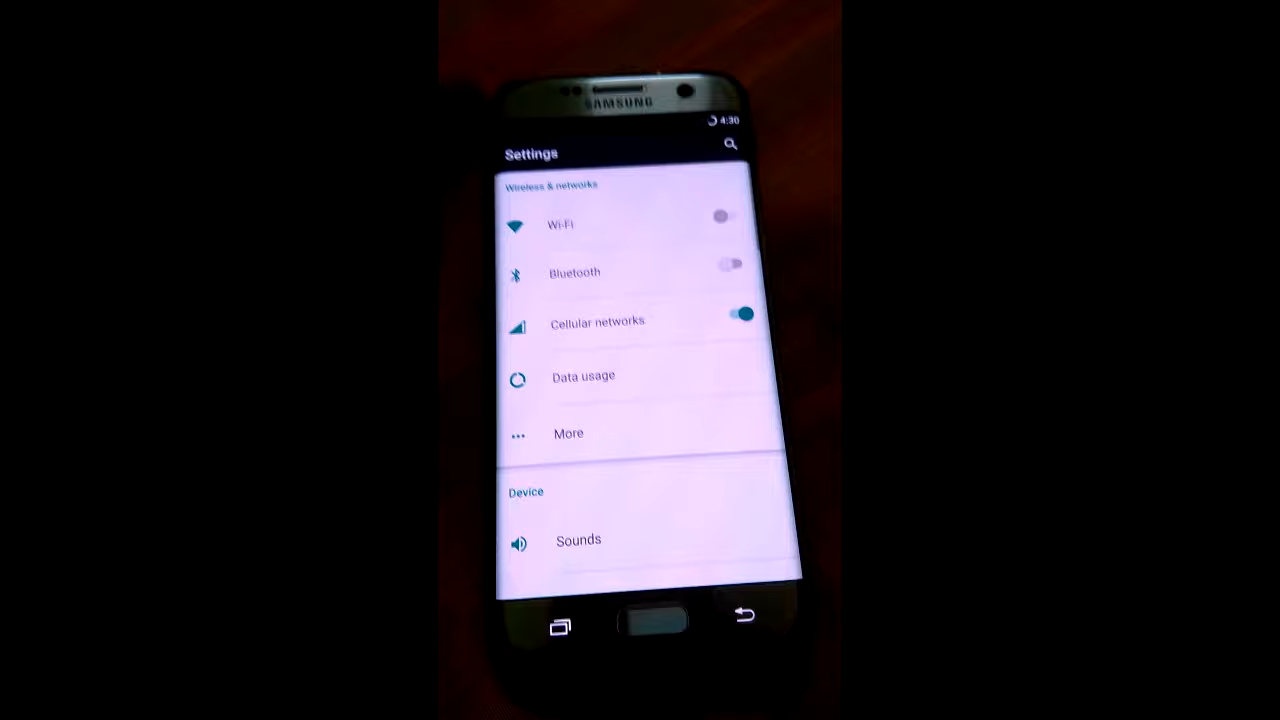 SAMSUNG
4:30
Settings
Wireless & networks
Wi-Fi
Bluetooth
Cellular networks
Data usage
More
Device
Sounds